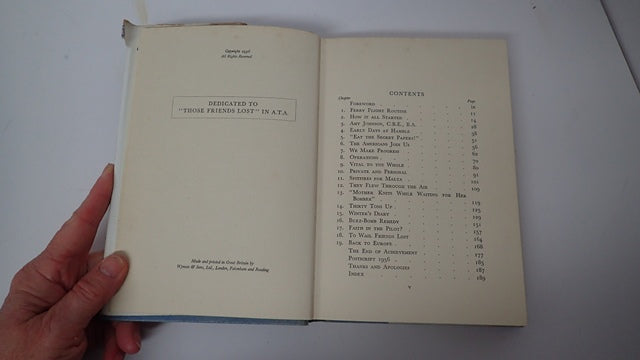 Copyright 1956
All Rights Reserved
DEDICATED TO
"THOSE FRIENDS LOST" IN A.T.A.
Made and printed in Great Britain by
Wyman & Sons, Ltd., London, Fakenham and Reading
CONTENTS
Chapter Page
Foreword ix
1. Ferry Flight Routine 11
2. How it all Started 14
3. Amy Johnson, C.B.E., B.A. 28
4. Early Days at Hamble 38
5. "Eat the Secret Papers!" 52
6. The Americans Join Us 56
7. We Make Progress 62
8. Operations 70
9. Vital to the Whole 80
10. Private and Personal 89
11. Spitfires for Malta 101
12. They Flew Through the Air 109
13. "Mother Knits While Waiting for Her
Bomber" 119
14. Thirty Tons Up 125
15. Winter's Diary 129
16. Buzz-Bomb Remedy 151
17. Faith in the Pilot? 157
18. To Wail Friends Lost 164
19. Back to Europe 168
The End of Achievement 177
Postscript 1956 185
Thanks and Apologies 187
Index 189
v